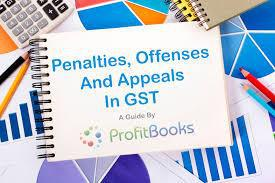 Penalties, Offenses
And Appeals
In GST
A Guide By
ProfitBooks